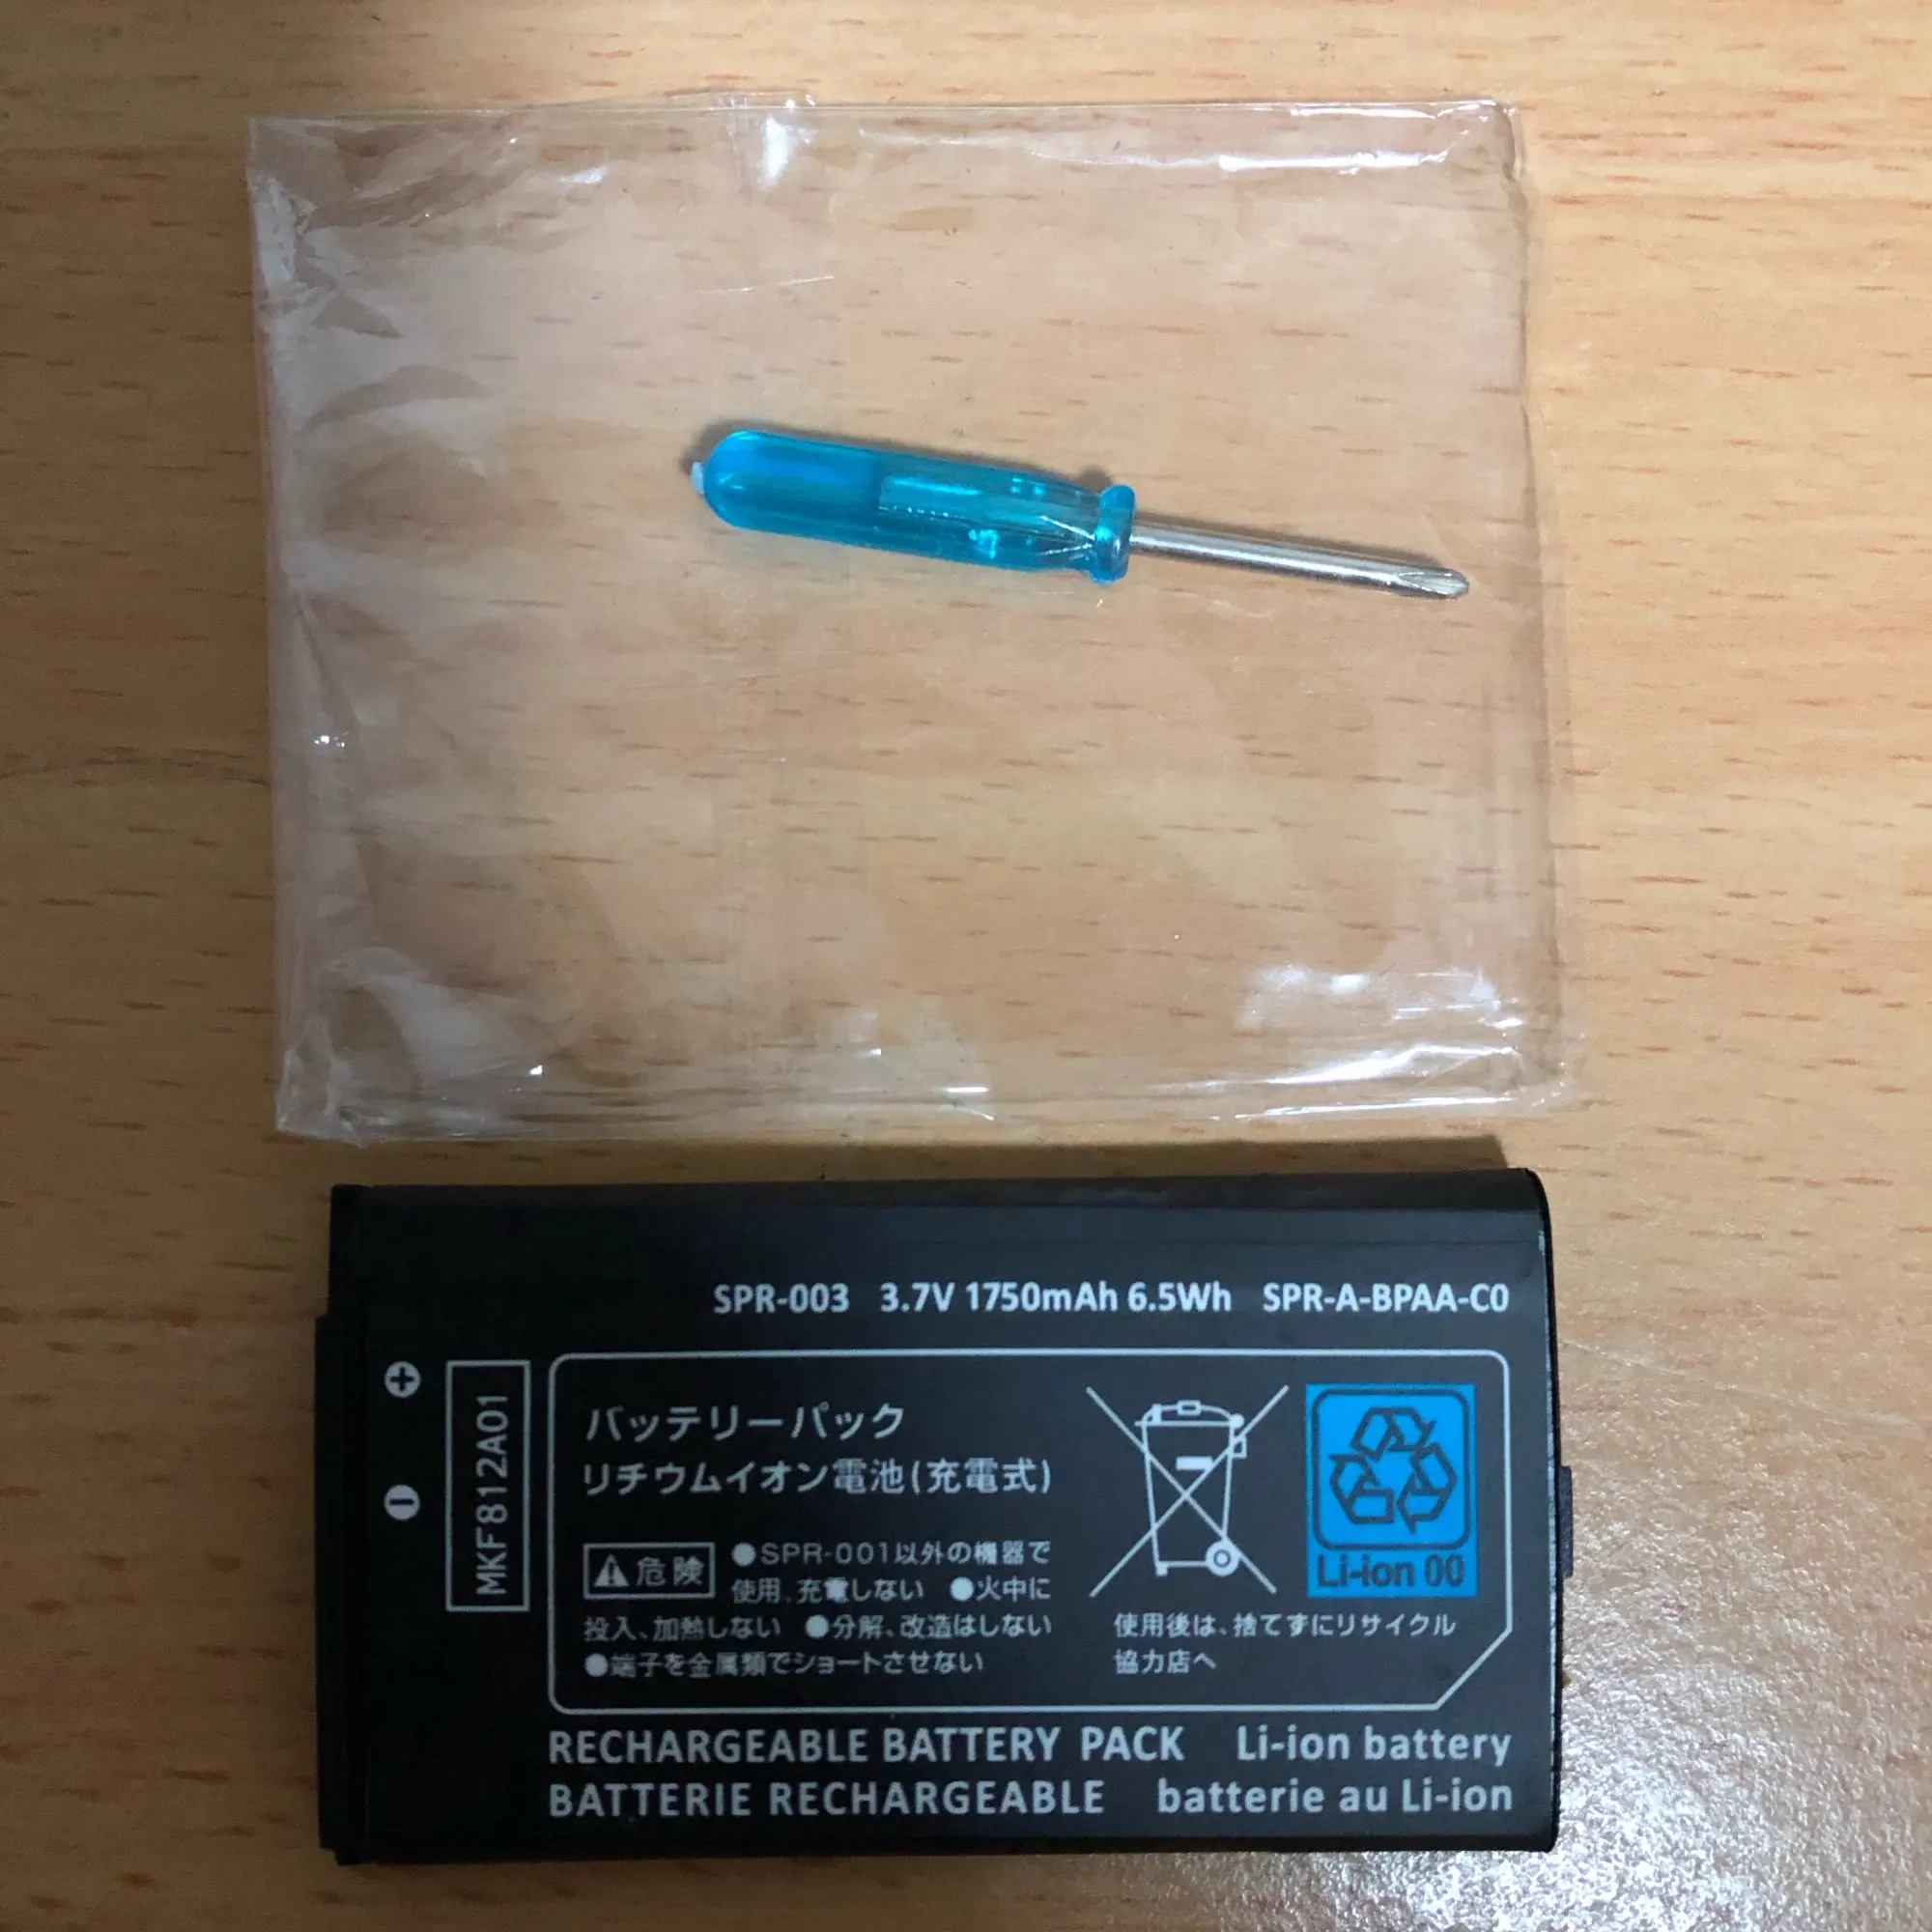 SPR-003 3.7V 1750mAh 6.5Wh SPR-A-BPAA-C0
+
−
MKF812A01
バッテリーパック
リチウムイオン電池(充電式)
危険 ●SPR-001以外の機器で
使用、充電しない ●火中に
投入、加熱しない ●分解、改造はしない
●端子を金属類でショートさせない
Li-ion 00
使用後は、捨てずにリサイクル
協力店へ
RECHARGEABLE BATTERY PACK Li-ion battery
BATTERIE RECHARGEABLE batterie au Li-ion